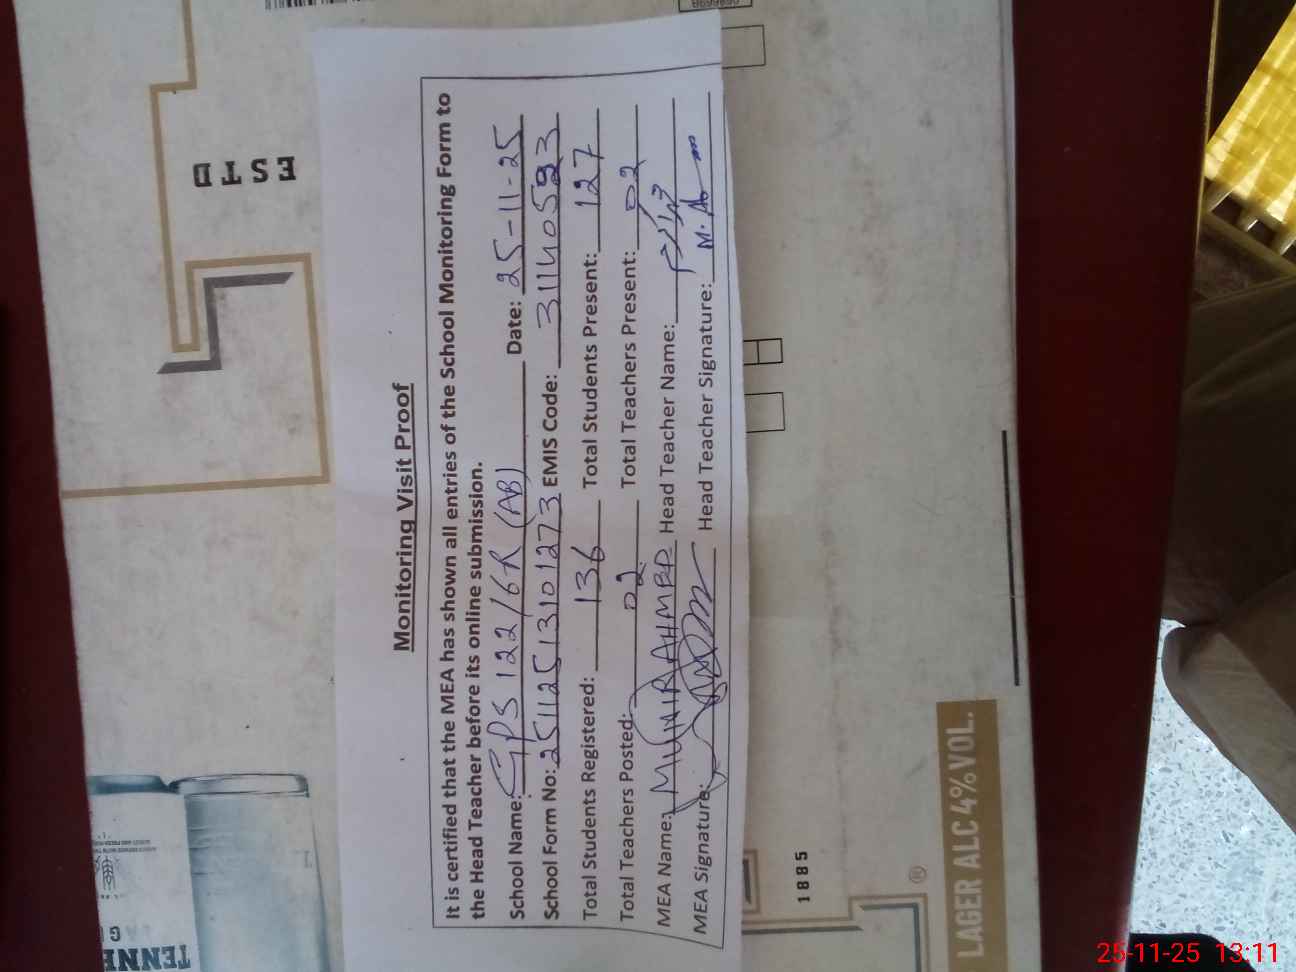 Monitoring Visit Proof
It is certified that the MEA has shown all entries of the School Monitoring Form to
the Head Teacher before its online submission.
School Name: GPS 122/6R (AB) Date: 25-11-25
School Form No: 25112513101273 EMIS Code: 31140593
Total Students Registered: 136 Total Students Present: 127
Total Teachers Posted: 02 Total Teachers Present: 02
MEA Name: MUNIR AHMED Head Teacher Name:
MEA Signature: Head Teacher Signature:
ESTD
1885
LAGER ALC 4% VOL.
®
25-11-25 13:11